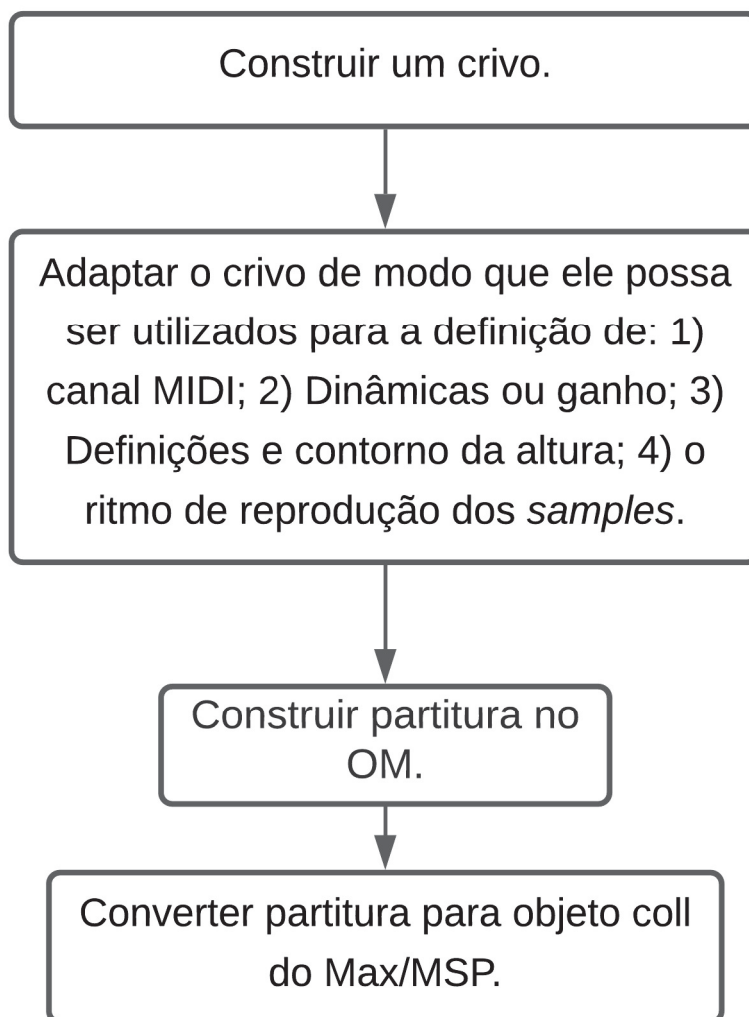 Construir um crivo.
Adaptar o crivo de modo que ele possa
ser utilizados para a definição de: 1)
canal MIDI; 2) Dinâmicas ou ganho; 3)
Definições e contorno da altura; 4) o
ritmo de reprodução dos samples.
Construir partitura no
OM.
Converter partitura para objeto coll
do Max/MSP.